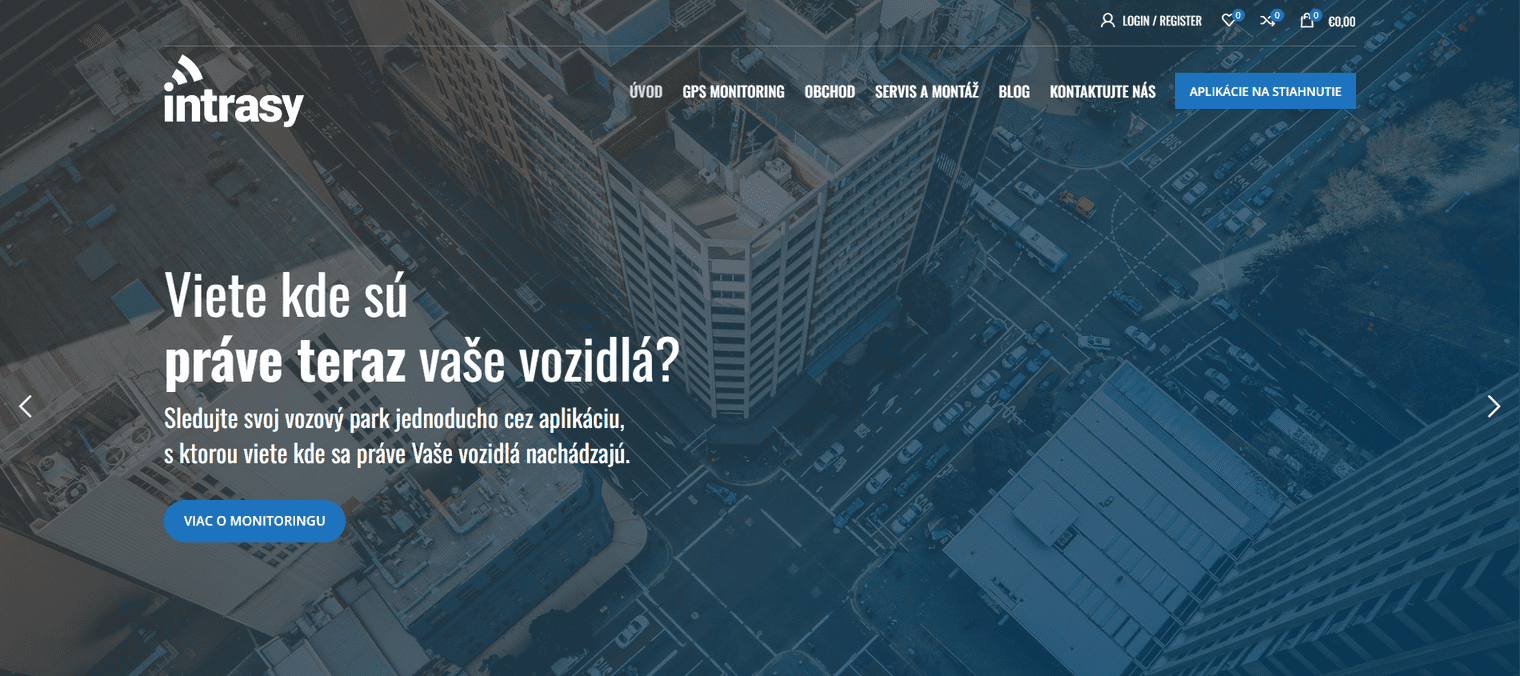 LOGIN / REGISTER 0 0 0 €0,00
intrasy
ÚVOD GPS MONITORING OBCHOD SERVIS A MONTÁŽ BLOG KONTAKTUJTE NÁS APLIKÁCIE NA STIAHNUTIE
BUS
Viete kde sú
práve teraz vaše vozidlá?
Sledujte svoj vozový park jednoducho cez aplikáciu,
s ktorou viete kde sa práve Vaše vozidlá nachádzajú.
VIAC O MONITORINGU